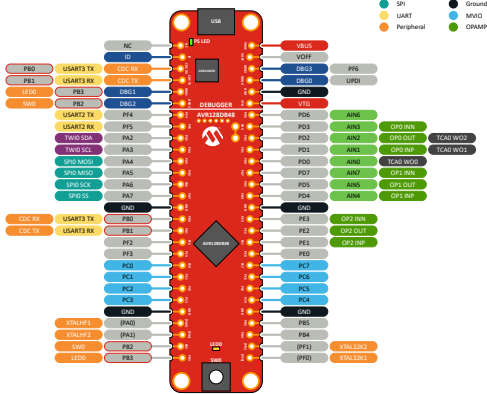 SPI Ground
UART MVIO
Peripheral OPAMP
USB
PS LED
NC VBUS
ID VOFF
PB0 USART3 TX CDC RX DBG3 PF6
PB1 USART3 RX CDC TX DBG0 UPDI
LED0 PB3 DBG1 GND
SW0 PB2 DBG2 VTG
DEBUGGER
DEBUGGER
AVR128DB48
USART2 TX PF4 PD6 AIN6
USART2 RX PF5 PD3 AIN3 OP0 INN
TWI0 SDA PA2 PD2 AIN2 OP0 OUT TCA0 WO2
TWI0 SCL PA3 PD1 AIN1 OP0 INP TCA0 WO1
SPI0 MOSI PA4 PD0 AIN0 TCA0 WO0
SPI0 MISO PA5 PD7 AIN7 OP1 INN
SPI0 SCK PA6 PD5 AIN5 OP1 OUT
SPI0 SS PA7 PD4 AIN4 OP1 INP
GND GND
CDC RX USART3 TX PB0 PE3 OP2 INN
CDC TX USART3 RX PB1 PE2 OP2 OUT
PF2 PE1 OP2 INP
AVR128DB48
PF3 PE0
PC0 PC7
PC1 PC6
PC2 PC5
PC3 PC4
GND GND
XTALHF1 (PA0) PB5
XTALHF2 (PA1) PB4
SW0 PB2 LED0 (PF1) XTAL32K2
LED0 PB3 SW0 (PF0) XTAL32K1